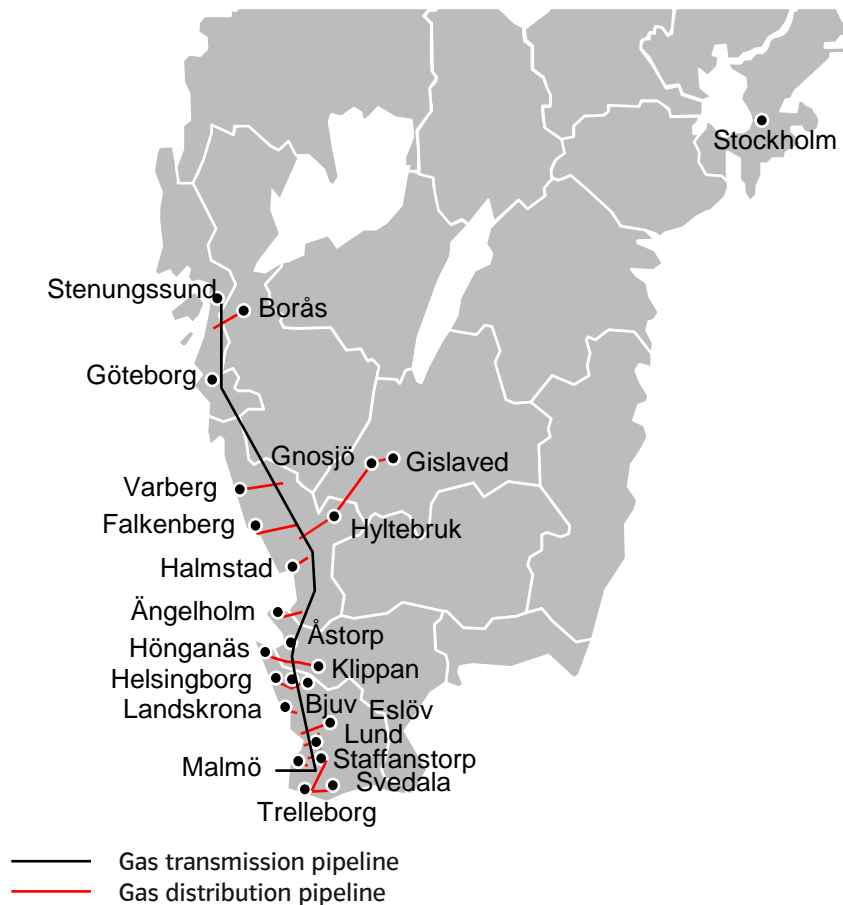 Stockholm
Stenungssund
Borås
Göteborg
Gnosjö
Gislaved
Varberg
Falkenberg
Hyltebruk
Halmstad
Ängelholm
Åstorp
Hönganäs
Klippan
Helsingborg
Bjuv
Eslöv
Landskrona
Lund
Staffanstorp
Malmö
Svedala
Trelleborg
Gas transmission pipeline
Gas distribution pipeline